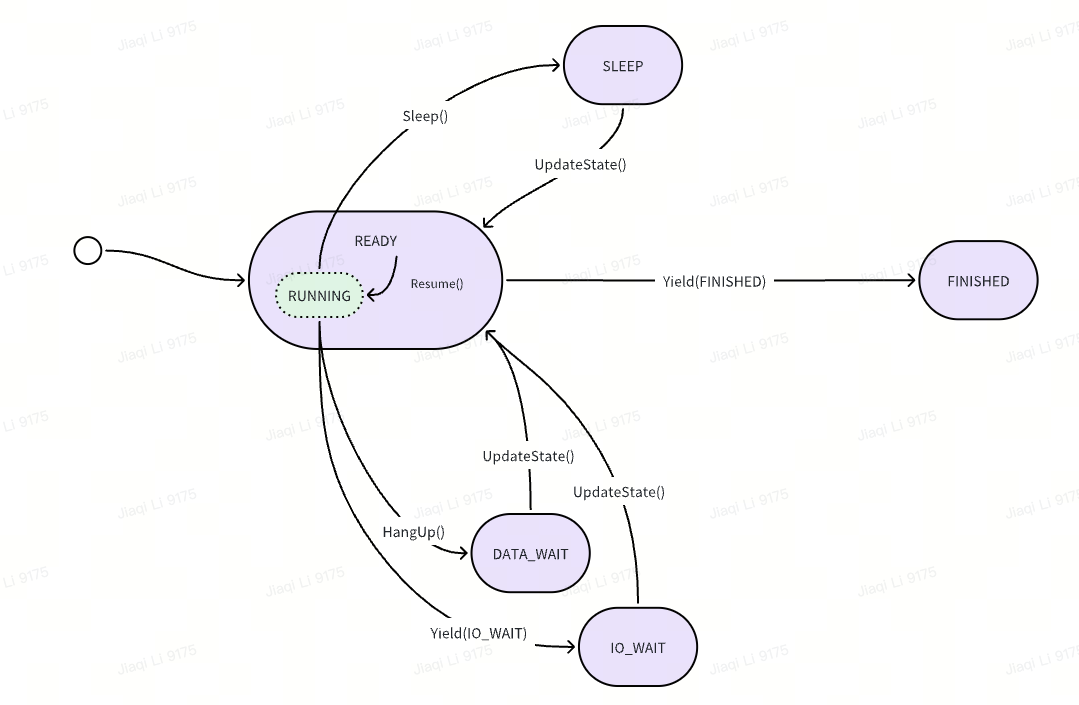 SLEEP
Sleep()
UpdateState()
READY
Resume()
RUNNING
Yield(FINISHED)
FINISHED
UpdateState()
UpdateState()
HangUp()
DATA_WAIT
Yield(IO_WAIT)
IO_WAIT
Jiaqi Li 9175